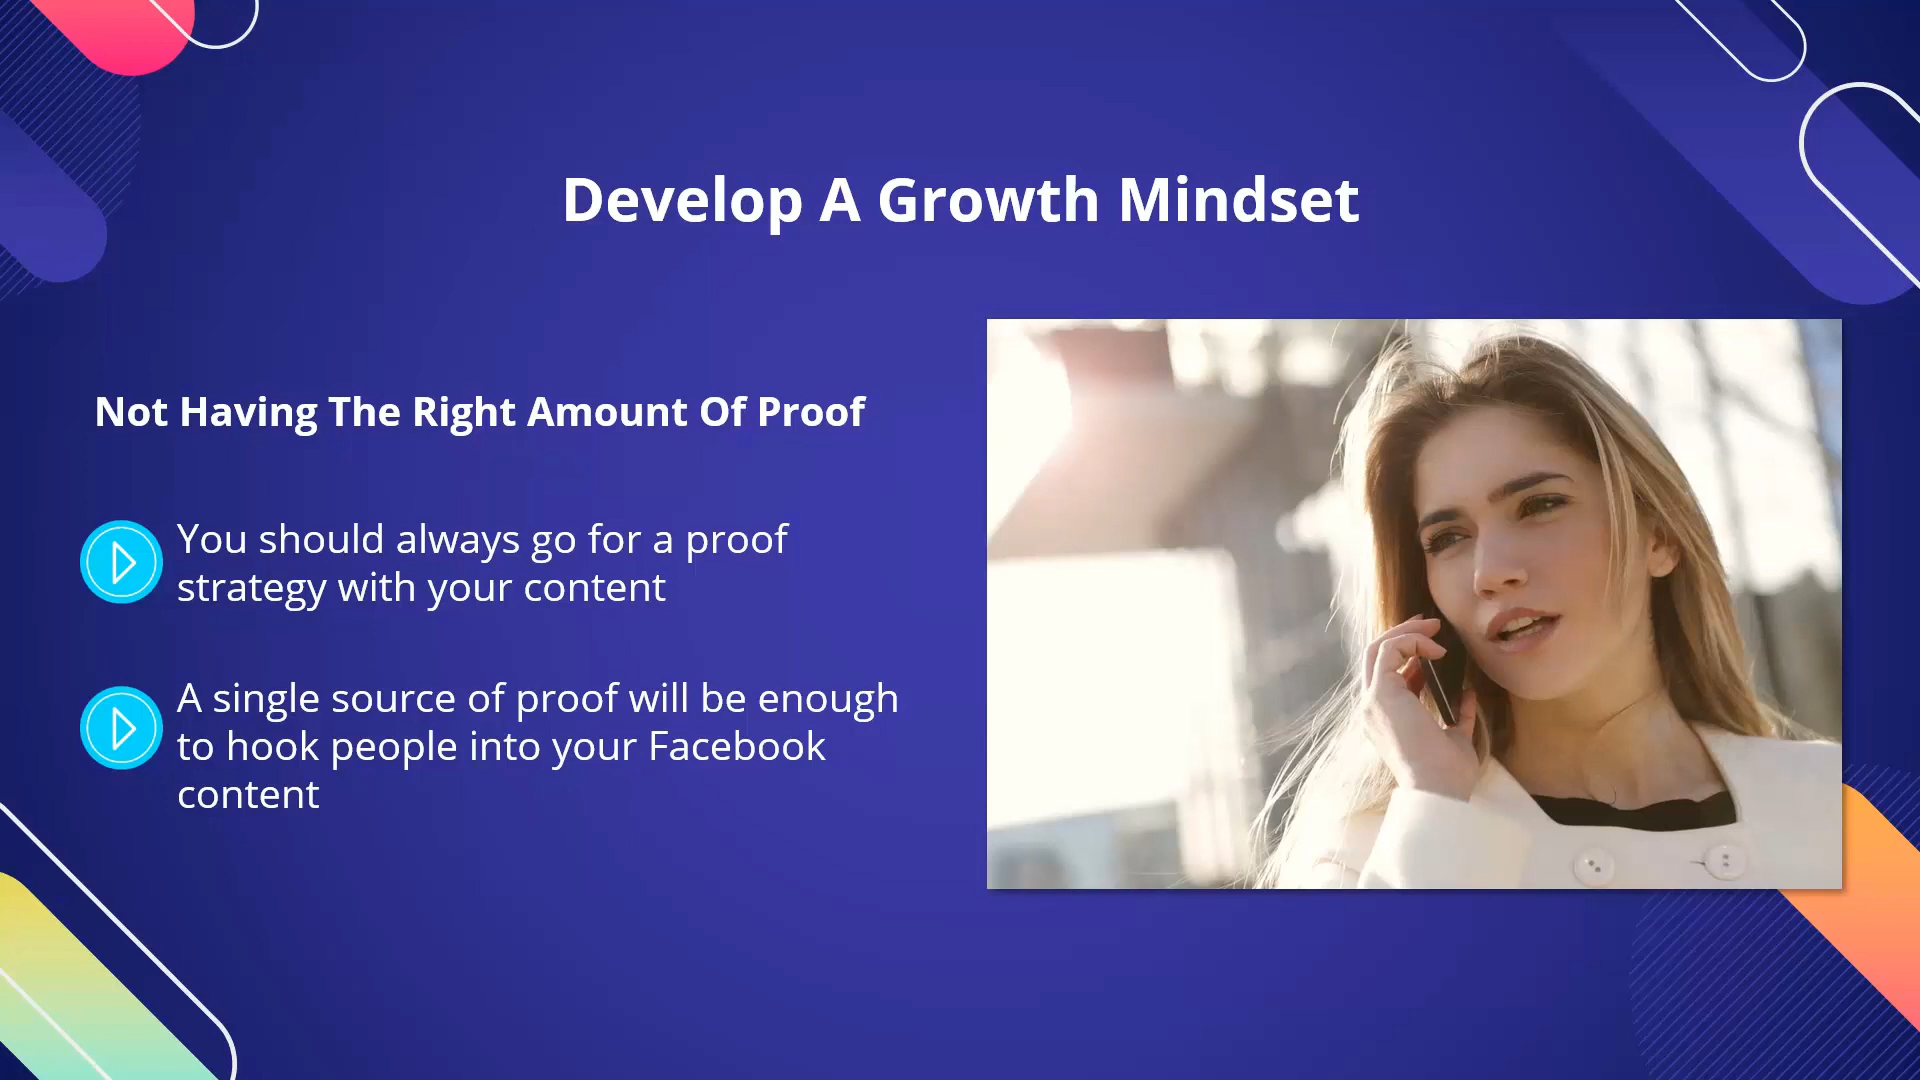 Develop A Growth Mindset
Not Having The Right Amount Of Proof
You should always go for a proof
strategy with your content
A single source of proof will be enough
to hook people into your Facebook
content